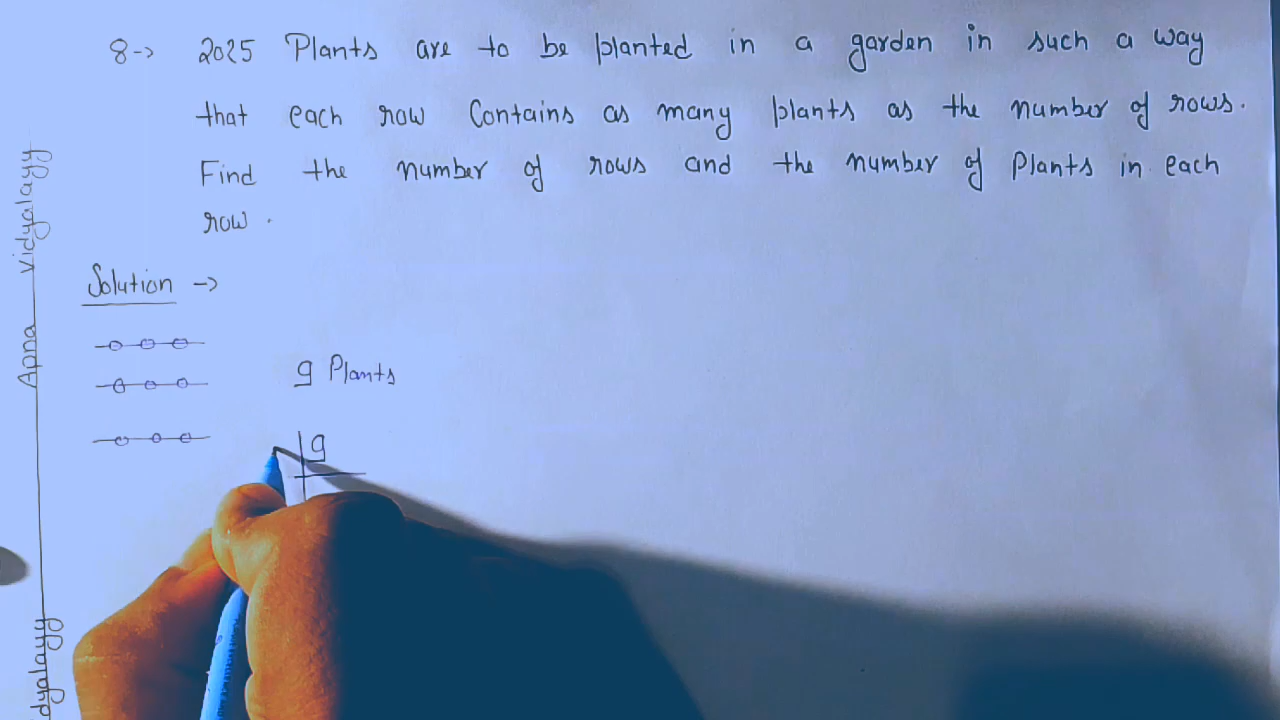 8-> 2025 Plants are to be planted in a garden in such a way
that each row Contains as many plants as the number of rows.
Find the number of rows and the number of Plants in each
row.
Solution ->
9 Plants
9
Apna Vidyalayy
idyalayy